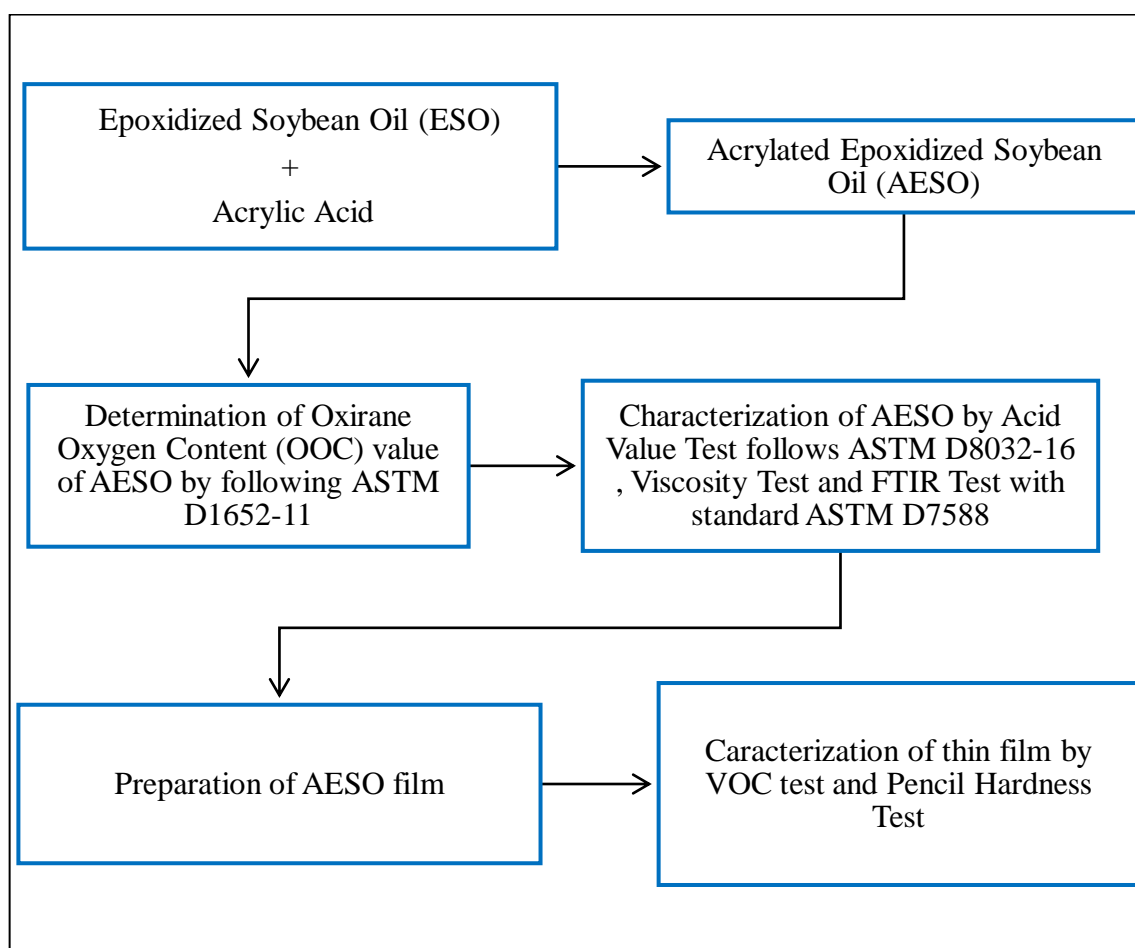 Epoxidized Soybean Oil (ESO)
+
Acrylic Acid
Acrylated Epoxidized Soybean
Oil (AESO)
Determination of Oxirane
Oxygen Content (OOC) value
of AESO by following ASTM
D1652-11
Characterization of AESO by Acid
Value Test follows ASTM D8032-16
, Viscosity Test and FTIR Test with
standard ASTM D7588
Preparation of AESO film
Caracterization of thin film by
VOC test and Pencil Hardness
Test